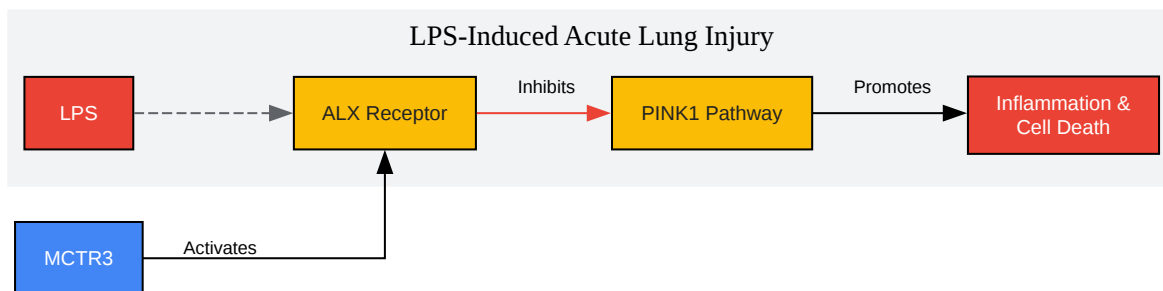 LPS-Induced Acute Lung Injury
LPS
ALX Receptor
Inhibits
PINK1 Pathway
Promotes
Inflammation &
Cell Death
MCTR3
Activates